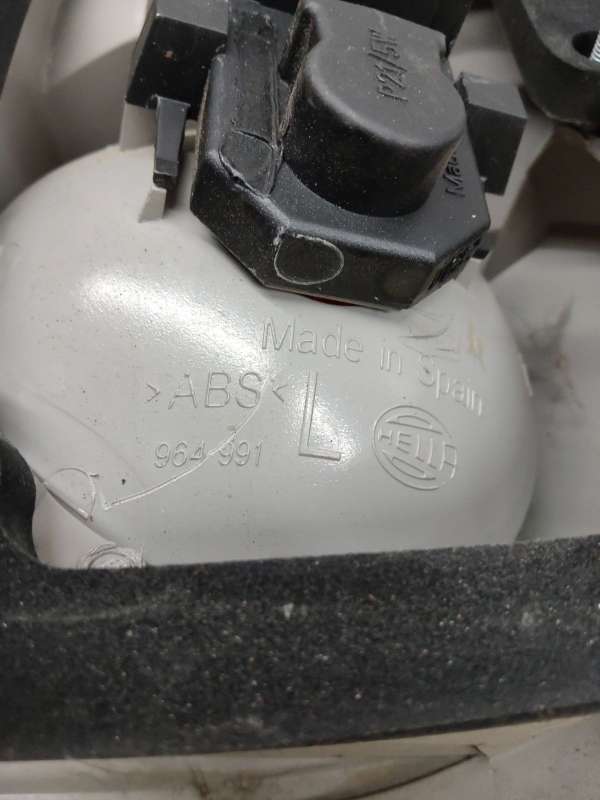 P21/5W
Made in Spain
>ABS<
L
964 991
HELLA